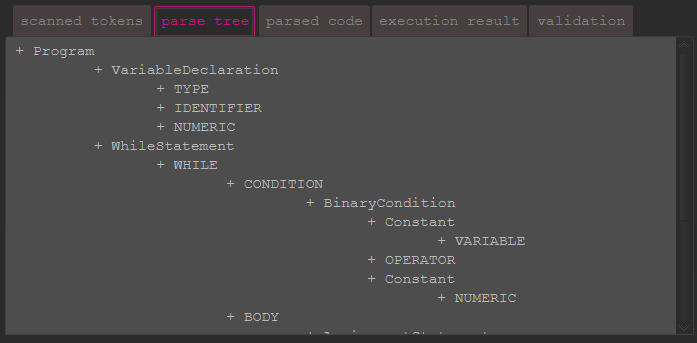 scanned tokens parse tree parsed code execution result validation
+ Program
+ VariableDeclaration
+ TYPE
+ IDENTIFIER
+ NUMERIC
+ WhileStatement
+ WHILE
+ CONDITION
+ BinaryCondition
+ Constant
+ VARIABLE
+ OPERATOR
+ Constant
+ NUMERIC
+ BODY